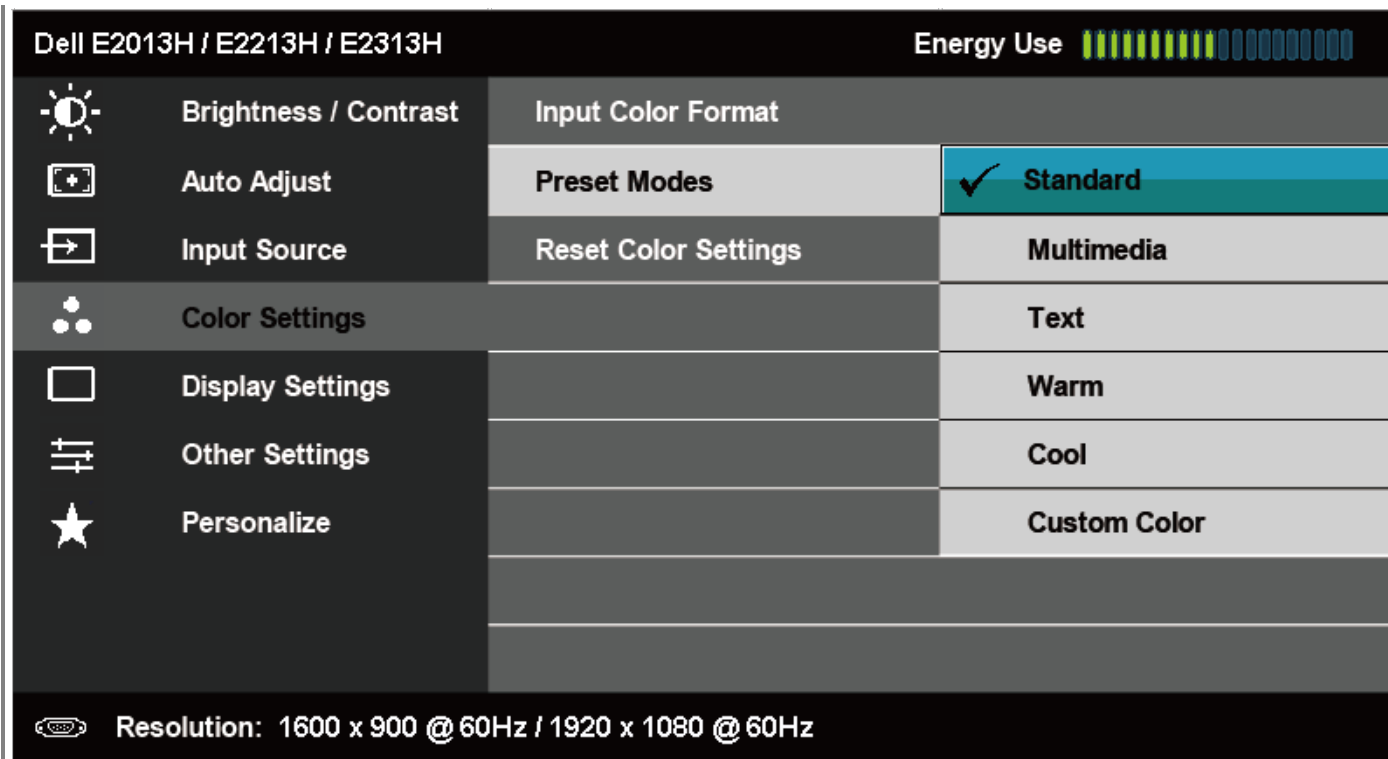 Dell E2013H / E2213H / E2313H Energy Use
Brightness / Contrast Input Color Format
Auto Adjust Preset Modes Standard
Input Source Reset Color Settings Multimedia
Color Settings Text
Display Settings Warm
Other Settings Cool
Personalize Custom Color
Resolution: 1600 x 900 @ 60Hz / 1920 x 1080 @ 60Hz